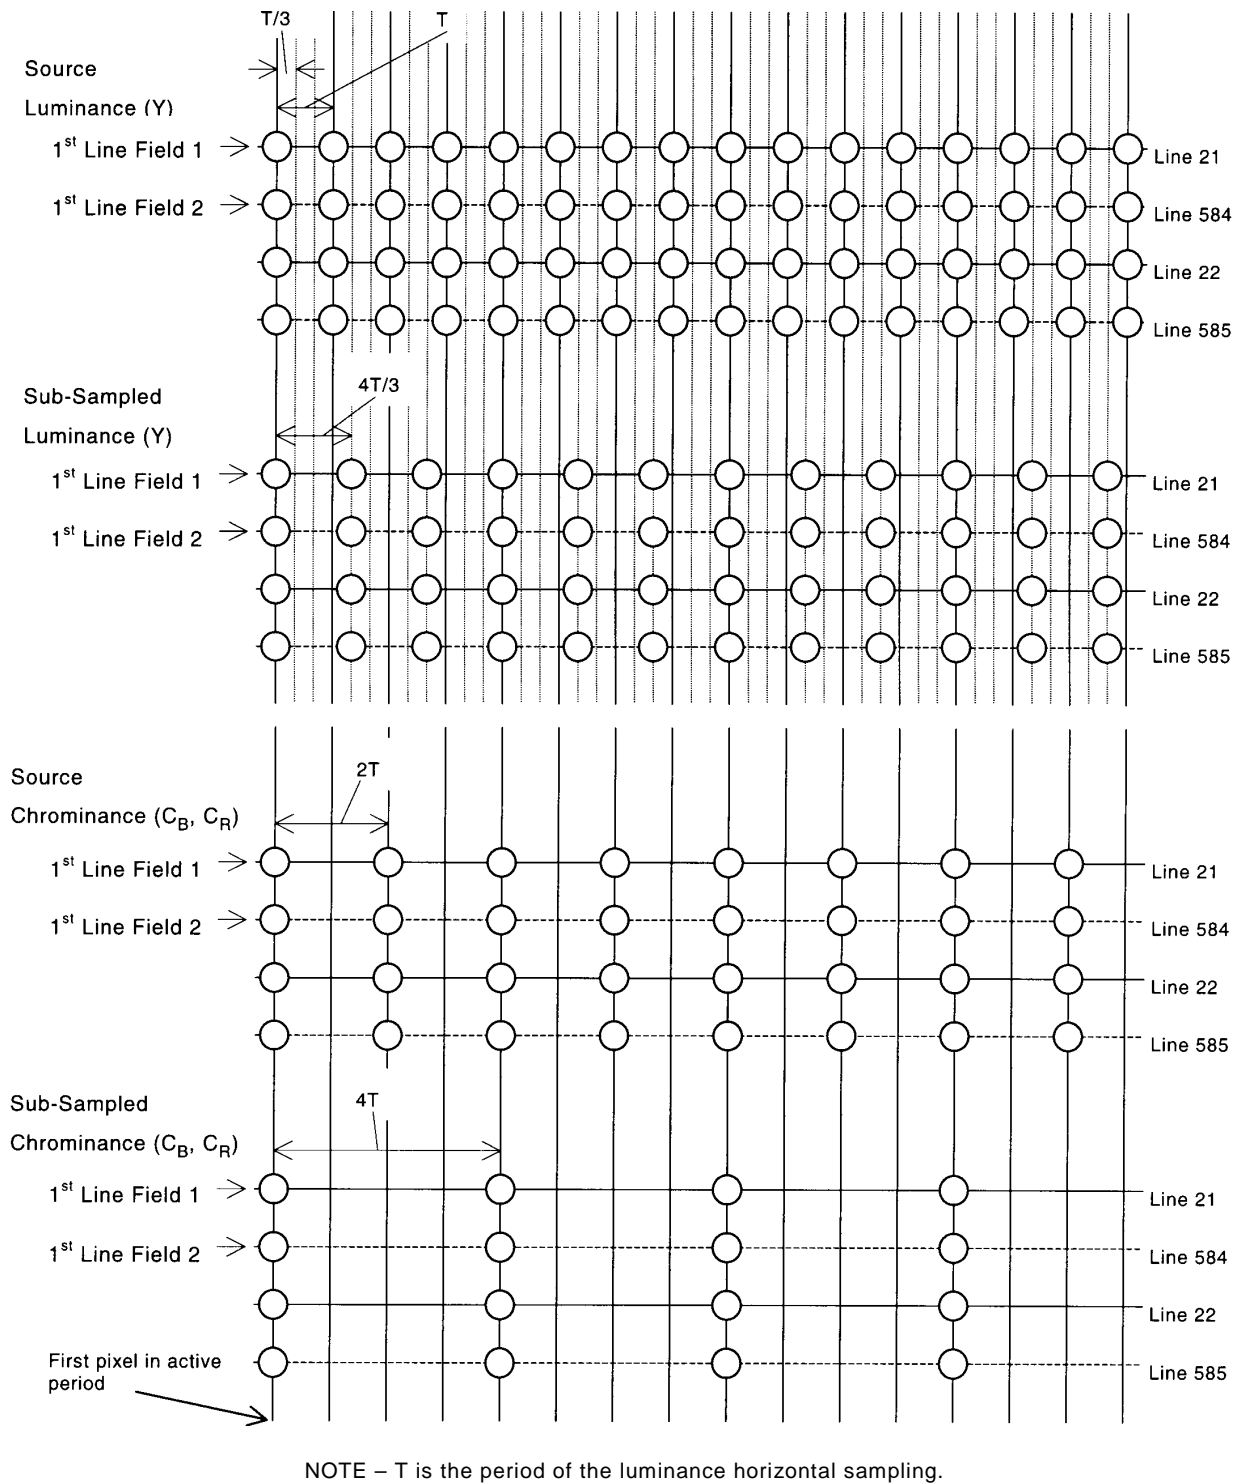 T/3 T
Source
Luminance (Y)
1st Line Field 1 Line 21
1st Line Field 2 Line 584
Line 22
Line 585
4T/3
Sub-Sampled
Luminance (Y)
1st Line Field 1 Line 21
1st Line Field 2 Line 584
Line 22
Line 585
2T
Source
Chrominance (CB, CR)
1st Line Field 1 Line 21
1st Line Field 2 Line 584
Line 22
Line 585
4T
Sub-Sampled
Chrominance (CB, CR)
1st Line Field 1 Line 21
1st Line Field 2 Line 584
Line 22
First pixel in active
period
Line 585
NOTE – T is the period of the luminance horizontal sampling.